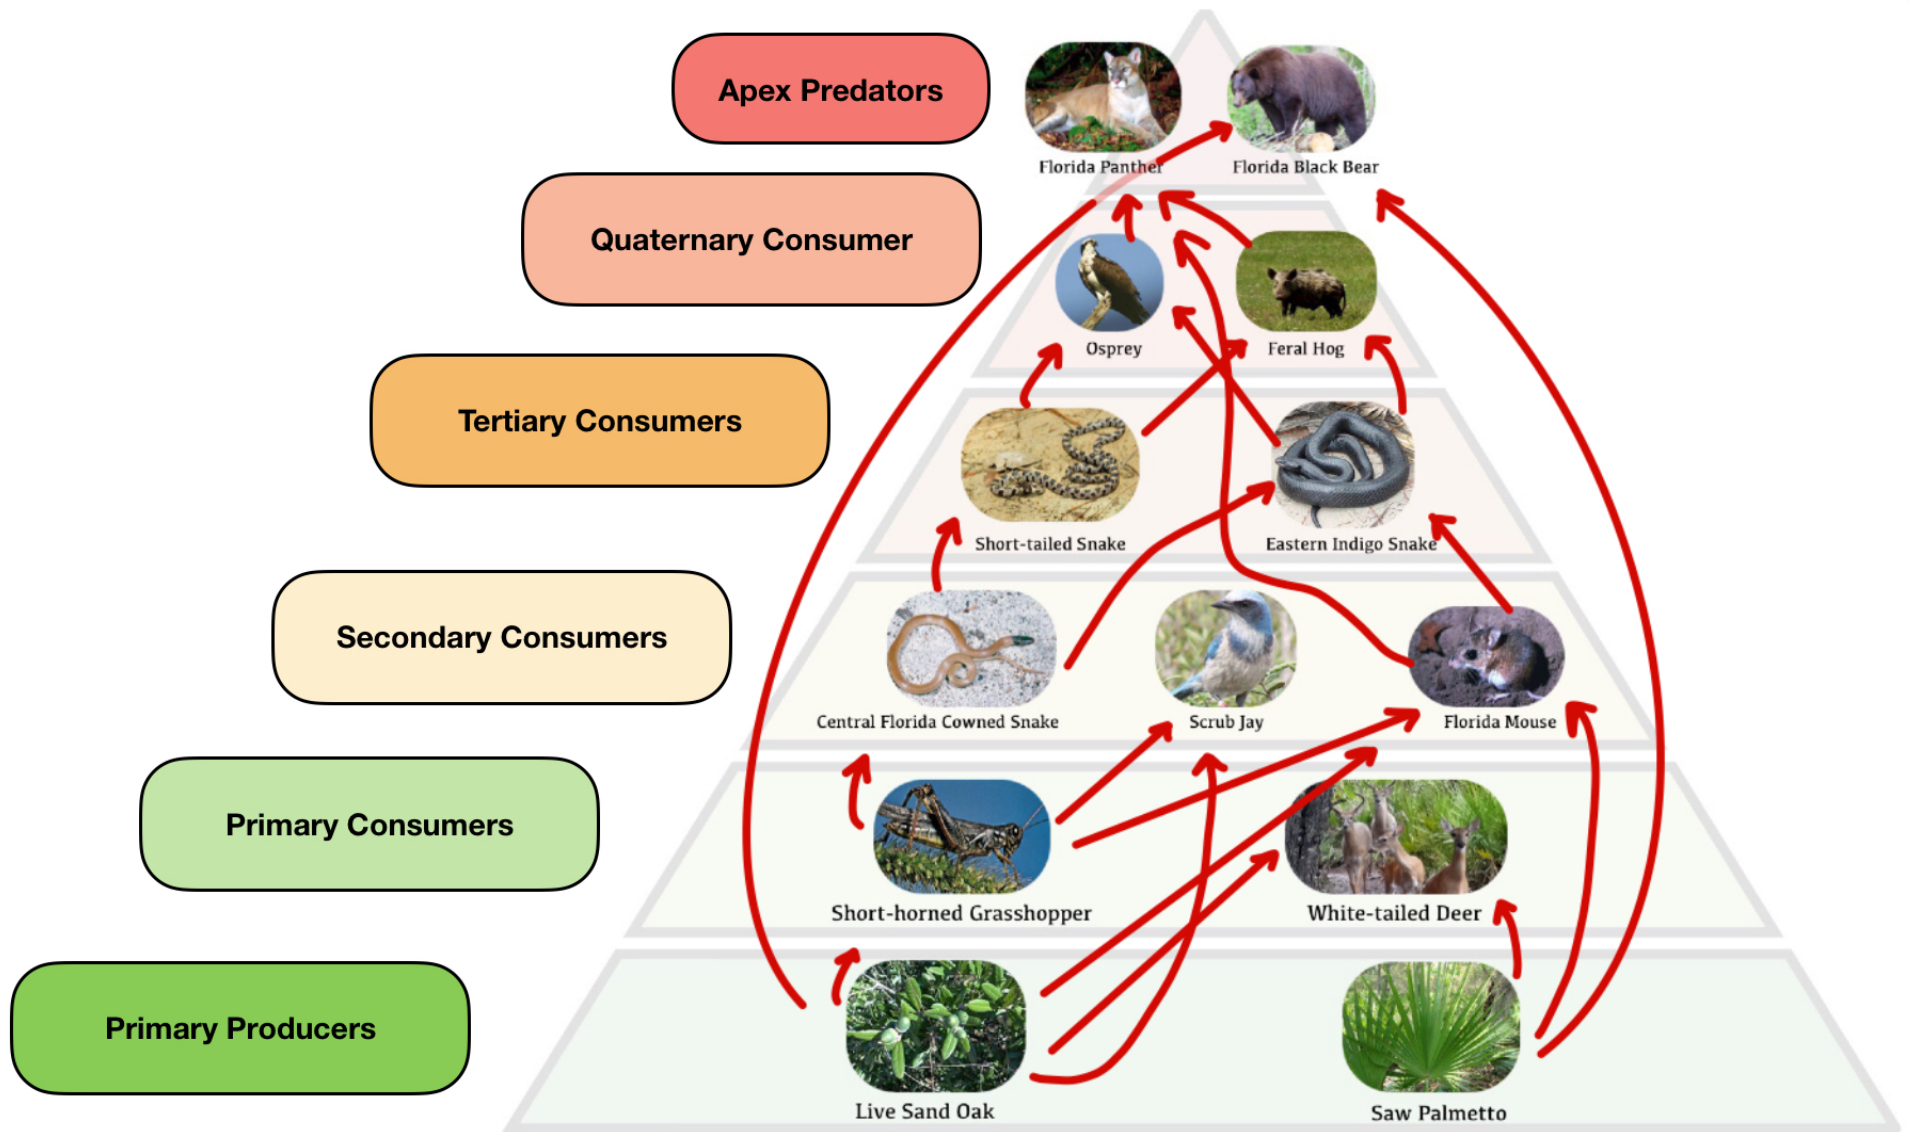 Apex Predators
Florida Panther
Florida Black Bear
Quaternary Consumer
Osprey
Feral Hog
Tertiary Consumers
Short-tailed Snake
Eastern Indigo Snake
Secondary Consumers
Central Florida Cowned Snake
Scrub Jay
Florida Mouse
Primary Consumers
Short-horned Grasshopper
White-tailed Deer
Primary Producers
Live Sand Oak
Saw Palmetto